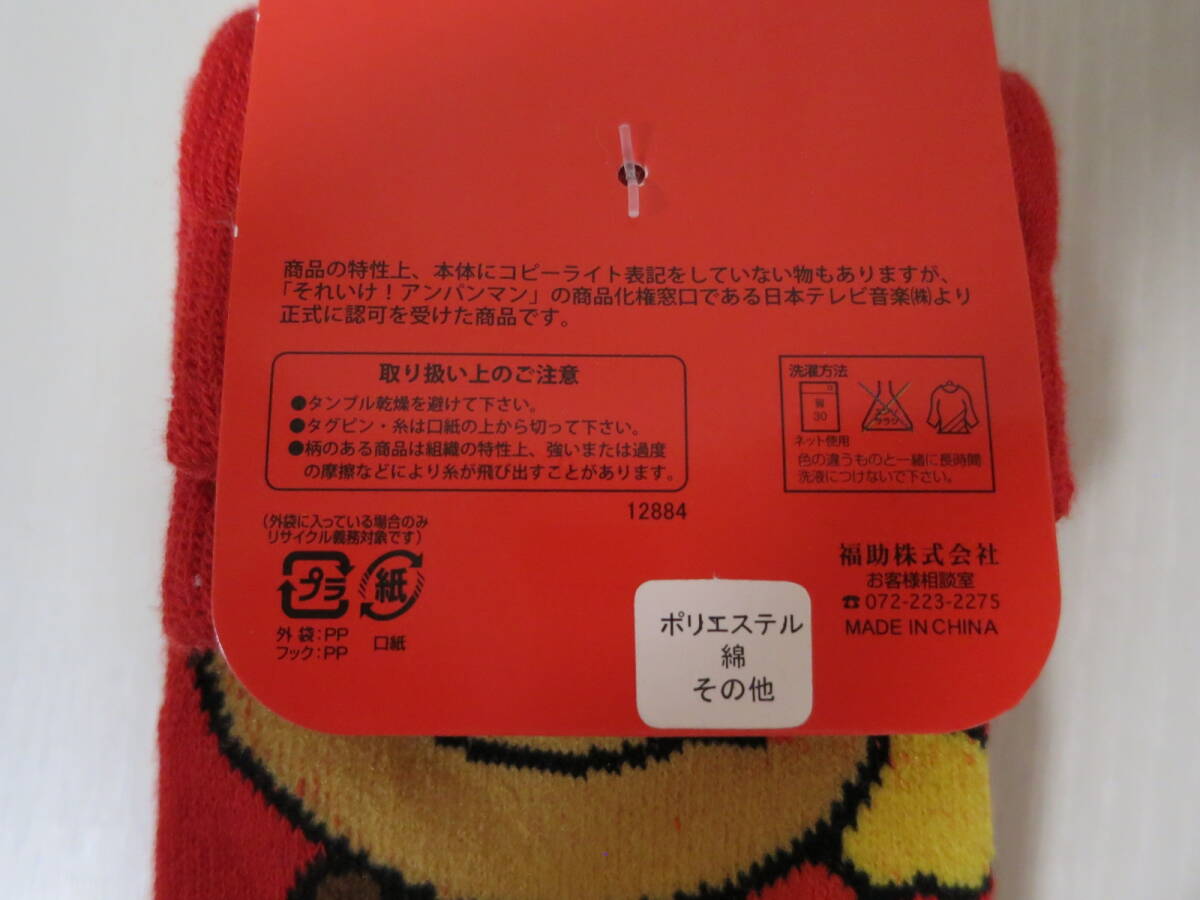 商品の特性上、本体にコピーライト表記をしていない物もありますが、
「それいけ！アンパンマン」の商品化権窓口である日本テレビ音楽㈱より
正式に認可を受けた商品です。
取り扱い上のご注意
●タンブル乾燥を避けて下さい。
●タグピン・糸は口紙の上から切って下さい。
●柄のある商品は組織の特性上、強いまたは過度
の摩擦などにより糸が飛び出すことがあります。
12884
洗濯方法
弱
30
エンソ
サラシ
ネット使用
色の違うものと一緒に長時間
洗液につけないで下さい。
(外袋に入っている場合のみ
リサイクル義務対象です)
プラ
紙
外袋:PP
フック:PP
口紙
福助株式会社
お客様相談室
☎072-223-2275
MADE IN CHINA
ポリエステル
綿
その他